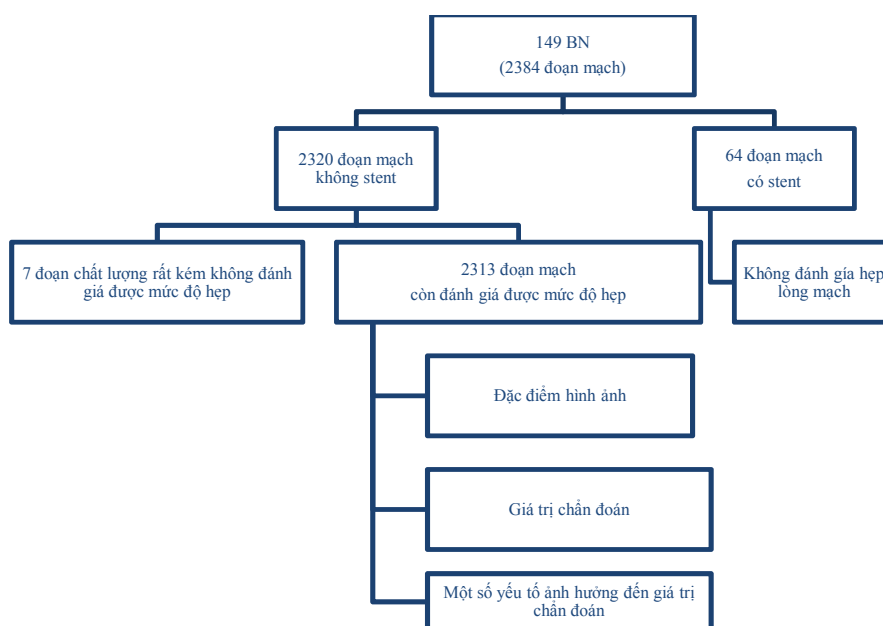 149 BN
(2384 đoạn mạch)
2320 đoạn mạch
không stent
64 đoạn mạch
có stent
7 đoạn chất lượng rất kém không đánh
giá được mức độ hẹp
2313 đoạn mạch
còn đánh giá được mức độ hẹp
Không đánh gía hẹp
lòng mạch
Đặc điểm hình ảnh
Giá trị chẩn đoán
Một số yếu tố ảnh hưởng đến giá trị
chẩn đoán